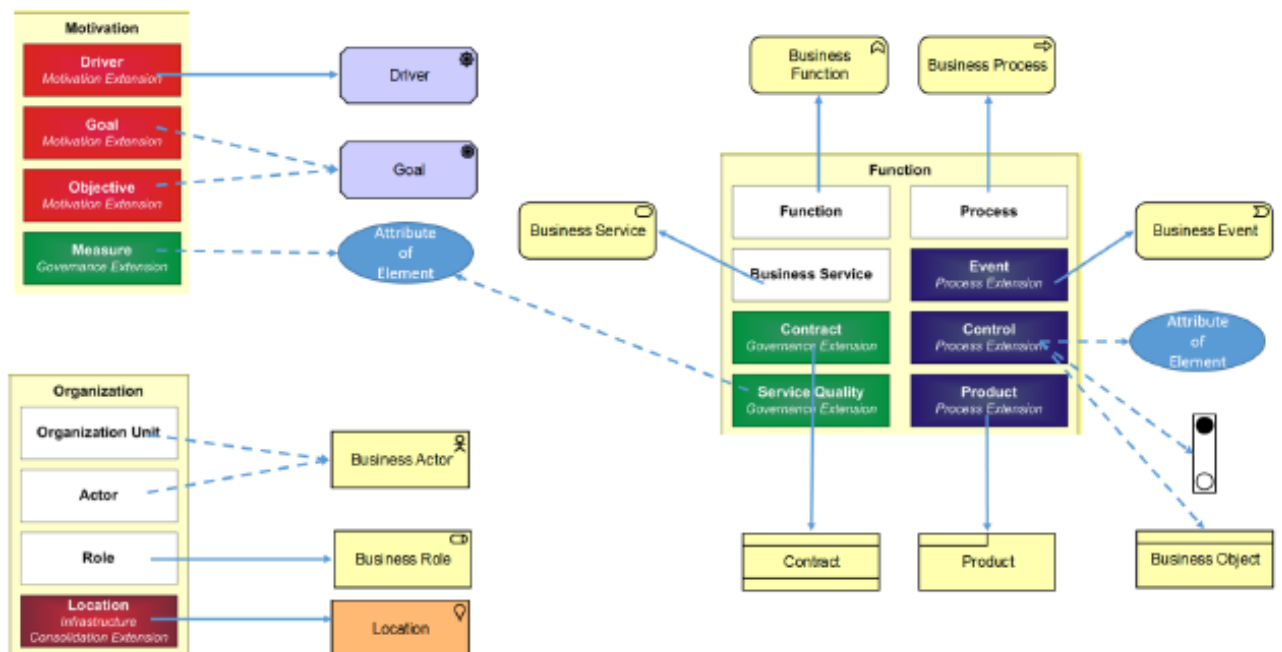 Motivation
Driver
Motivation Extension
Goal
Motivation Extension
Objective
Motivation Extension
Measure
Governance Extension
Driver
Goal
Attribute
of
Element
Organization
Organization Unit
Actor
Role
Location
Infrastructure
Consolidation Extension
Business Actor
Business Role
Location
Business
Function
Business Process
Function
Function
Process
Business Service
Business Service
Event
Process Extension
Business Event
Contract
Governance Extension
Control
Process Extension
Attribute
of
Element
Service Quality
Governance Extension
Product
Process Extension
Contract
Product
Business Object